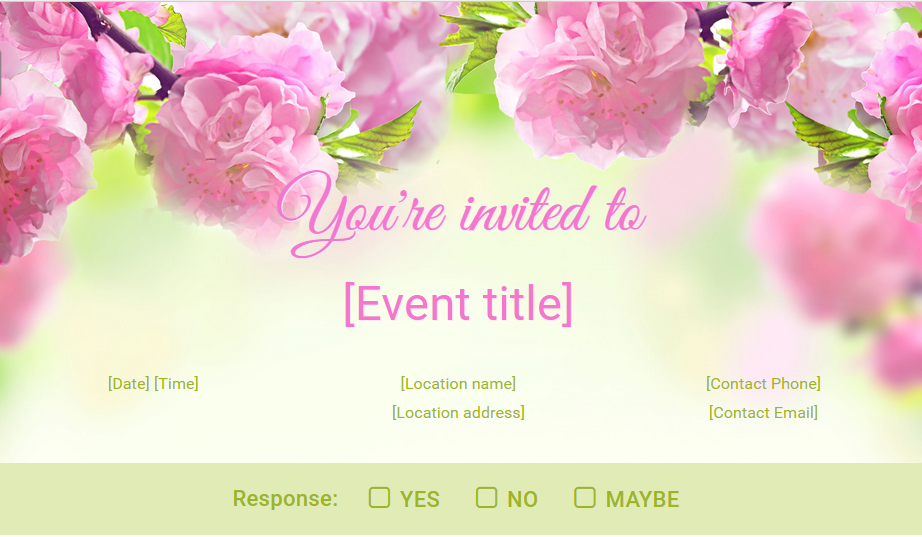 You're invited to
[Event title]
[Date] [Time]
[Location name]
[Location address]
[Contact Phone]
[Contact Email]
Response: YES NO MAYBE